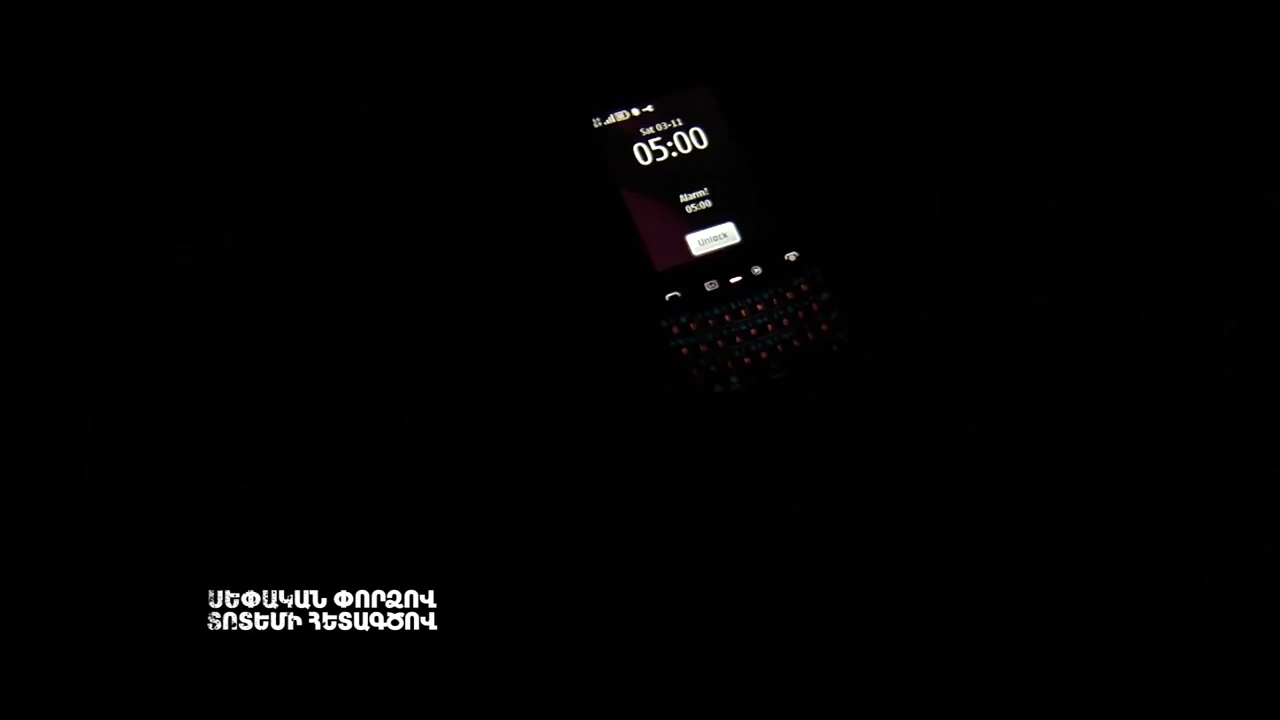 Sat 03-11
05:00
Alarm!
05:00
Unlock
ՍԵՓԱԿԱՆ ՓՈՐՁՈՎ
ՏՈՏԵՄԻ ՀԵՏԱԳԾՈՎ